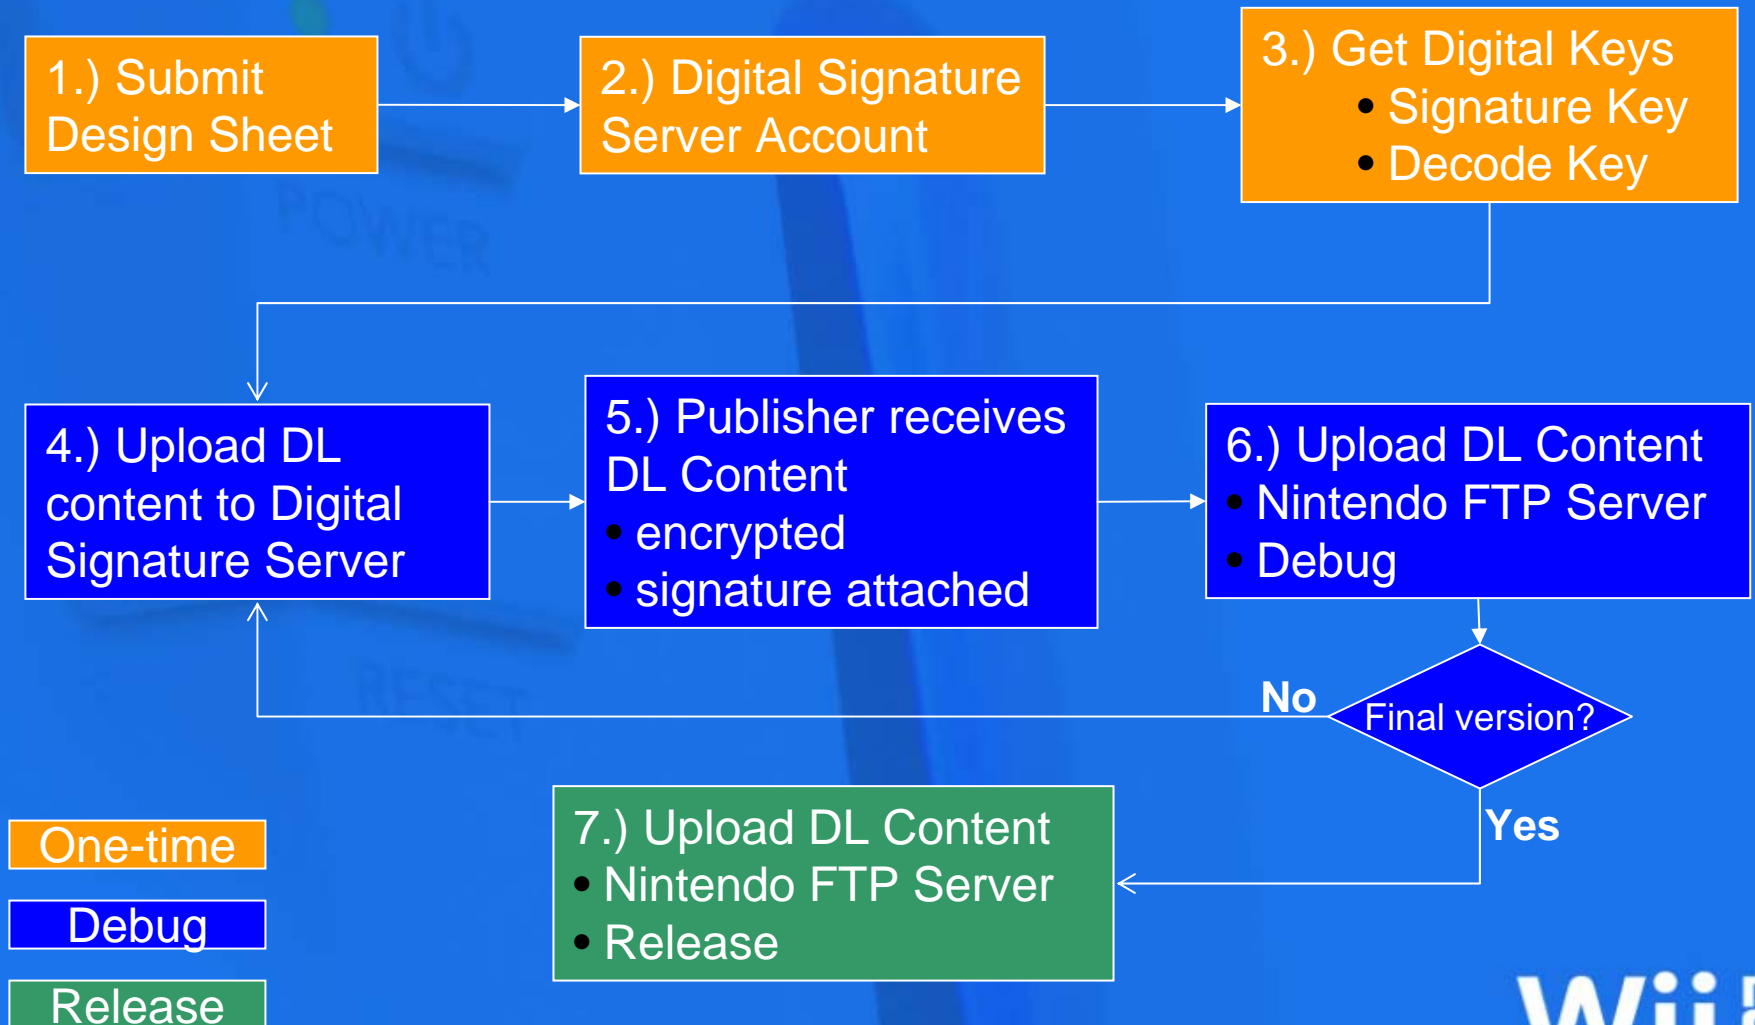 1.) Submit
Design Sheet
2.) Digital Signature
Server Account
3.) Get Digital Keys
• Signature Key
• Decode Key
POWER
4.) Upload DL
content to Digital
Signature Server
5.) Publisher receives
DL Content
• encrypted
• signature attached
6.) Upload DL Content
• Nintendo FTP Server
• Debug
RESET
No
Final version?
Yes
7.) Upload DL Content
• Nintendo FTP Server
• Release
One-time
Debug
Release
Wii